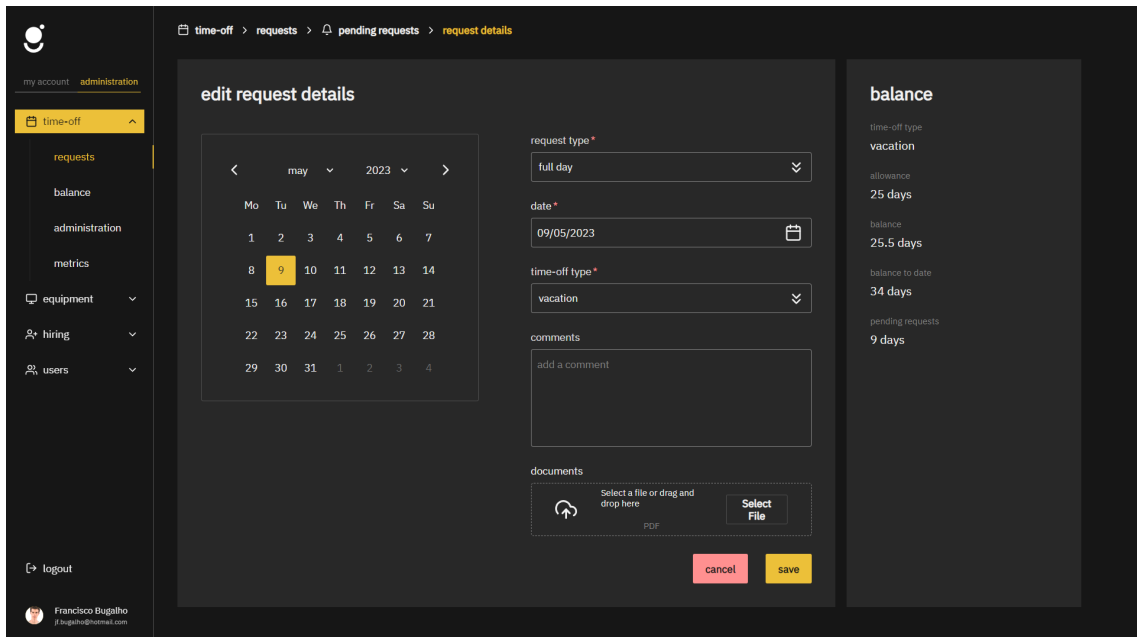 time-off > requests > pending requests > request details
my account administration
time-off
requests
balance
administration
metrics
equipment
hiring
users
logout
Francisco Bugalho
jf.bugalho@hotmail.com
edit request details
may 2023
Mo Tu We Th Fr Sa Su
1 2 3 4 5 6 7
8 9 10 11 12 13 14
15 16 17 18 19 20 21
22 23 24 25 26 27 28
29 30 31 1 2 3 4
request type*
full day
date*
09/05/2023
time-off type*
vacation
comments
add a comment
documents
Select a file or drag and
drop here
PDF
Select
File
cancel save
balance
time-off type
vacation
allowance
25 days
balance
25.5 days
balance to date
34 days
pending requests
9 days